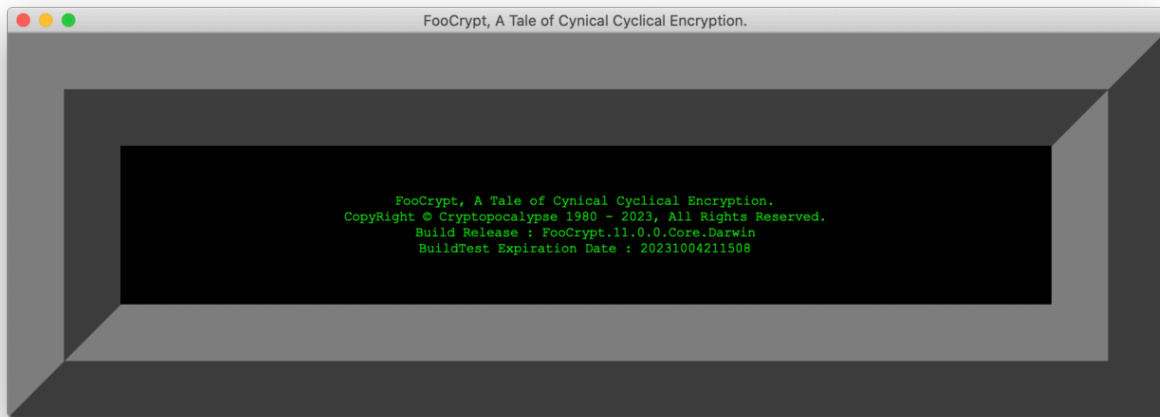 FooCrypt, A Tale of Cynical Cyclical Encryption.
FooCrypt, A Tale of Cynical Cyclical Encryption.
CopyRight © Cryptopocalypse 1980 - 2023, All Rights Reserved.
Build Release : FooCrypt.11.0.0.Core.Darwin
BuildTest Expiration Date : 20231004211508